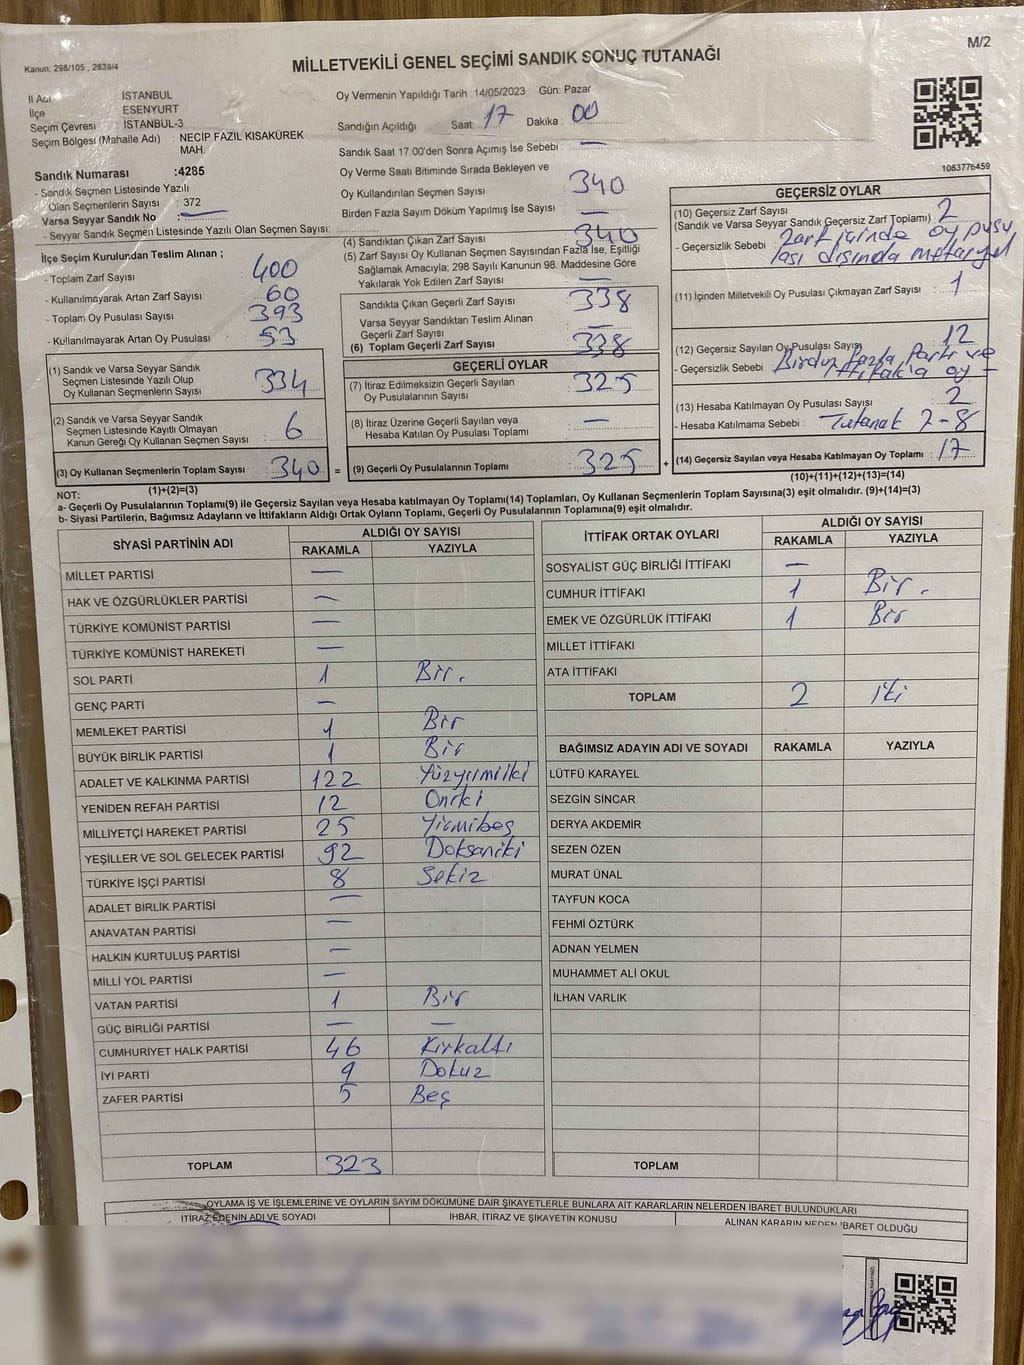 Kanun: 298/105 , 2839/4
MİLLETVEKİLİ GENEL SEÇİMİ SANDIK SONUÇ TUTANAĞI
M/2
İl Adı İSTANBUL
İlçe ESENYURT
Seçim Çevresi : İSTANBUL-3
Seçim Bölgesi (Mahalle Adı) : NECİP FAZIL KISAKÜREK MAH.
Sandık Numarası :4285
- Sandık Seçmen Listesinde Yazılı
Olan Seçmenlerin Sayısı : 372
Varsa Seyyar Sandık No : —
- Seyyar Sandık Seçmen Listesinde Yazılı Olan Seçmen Sayısı:
Oy Vermenin Yapıldığı Tarih :14/05/2023 Gün: Pazar
Sandığın Açıldığı Saat 17 Dakika 00
Sandık Saat 17.00'den Sonra Açımış İse Sebebi : —
Oy Verme Saati Bitiminde Sırada Bekleyen ve
Oy Kullandırılan Seçmen Sayısı : 340
Birden Fazla Sayım Döküm Yapılmış İse Sayısı : —
1083776459
İlçe Seçim Kurulundan Teslim Alınan ;
- Toplam Zarf Sayısı : 400
- Kullanılmayarak Artan Zarf Sayısı : 60
- Toplam Oy Pusulası Sayısı : 393
- Kullanılmayarak Artan Oy Pusulası : 53
(4) Sandıktan Çıkan Zarf Sayısı : 340
(5) Zarf Sayısı Oy Kullanan Seçmen Sayısından Fazla İse, Eşitliği
Sağlamak Amacıyla; 298 Sayılı Kanunun 98. Maddesine Göre
Yakılarak Yok Edilen Zarf Sayısı : —
Sandıkla Çıkan Geçerli Zarf Sayısı : 338
Varsa Seyyar Sandıktan Teslim Alınan
Geçerli Zarf Sayısı : —
(6) Toplam Geçerli Zarf Sayısı : 338
GEÇERSİZ OYLAR
(10) Geçersiz Zarf Sayısı : 2
(Sandık ve Varsa Seyyar Sandık Geçersiz Zarf Toplamı)
- Geçersizlik Sebebi : Zarf içinde oy pusu,
lası dışında metaryel
(11) İçinden Milletvekili Oy Pusulası Çıkmayan Zarf Sayısı : 1
(12) Geçersiz Sayılan Oy Pusulası Sayısı : 12
- Geçersizlik Sebebi : Birden fazla Parti ve
ittifak'a oy -
(13) Hesaba Katılmayan Oy Pusulası Sayısı : 2
- Hesaba Katılmama Sebebi : Tutanak 7-8
(14) Geçersiz Sayılan veya Hesaba Katılmayan Oy Toplamı : 17
(10)+(11)+(12)+(13)=(14)
(1) Sandık ve Varsa Seyyar Sandık
Seçmen Listesinde Yazılı Olup
Oy Kullanan Seçmenlerin Sayısı : 334
(2) Sandık ve Varsa Seyyar Sandık
Seçmen Listesinde Kayıtlı Olmayan
Kanun Gereği Oy Kullanan Seçmen Sayısı : 6
(3) Oy Kullanan Seçmenlerin Toplam Sayısı : 340 =
(1)+(2)=(3)
GEÇERLİ OYLAR
(7) İtiraz Edilmeksizin Geçerli Sayılan
Oy Pusulalarının Sayısı : 325
(8) İtiraz Üzerine Geçerli Sayılan veya
Hesaba Katılan Oy Pusulası Toplamı : —
(9) Geçerli Oy Pusulalarının Toplamı : 325 +
NOT:
a- Geçerli Oy Pusulalarının Toplamı(9) ile Geçersiz Sayılan veya Hesaba katılmayan Oy Toplamı(14) Toplamları, Oy Kullanan Seçmenlerin Toplam Sayısına(3) eşit olmalıdır. (9)+(14)=(3)
b- Siyasi Partilerin, Bağımsız Adayların ve İttifakların Aldığı Ortak Oyların Toplamı, Geçerli Oy Pusulalarının Toplamına(9) eşit olmalıdır.
SİYASİ PARTİNİN ADI ALDIĞI OY SAYISI
RAKAMLA YAZIYLA
MİLLET PARTİSİ —
HAK VE ÖZGÜRLÜKLER PARTİSİ —
TÜRKİYE KOMÜNİST PARTİSİ —
TÜRKİYE KOMÜNİST HAREKETİ —
SOL PARTİ 1 Bir.
GENÇ PARTİ —
MEMLEKET PARTİSİ 1 Bir
BÜYÜK BİRLİK PARTİSİ 1 Bir
ADALET VE KALKINMA PARTİSİ 122 Yüzyirmiiki
YENİDEN REFAH PARTİSİ 12 Oniki
MİLLİYETÇİ HAREKET PARTİSİ 25 Yirmibeş
YEŞİLLER VE SOL GELECEK PARTİSİ 92 Doksaniki
TÜRKİYE İŞÇİ PARTİSİ 8 Sekiz
ADALET BİRLİK PARTİSİ —
ANAVATAN PARTİSİ —
HALKIN KURTULUŞ PARTİSİ —
MİLLİ YOL PARTİSİ —
VATAN PARTİSİ 1 Bir
GÜÇ BİRLİĞİ PARTİSİ — —
CUMHURİYET HALK PARTİSİ 46 Kırkaltı
İYİ PARTİ 9 Dokuz
ZAFER PARTİSİ 5 Beş
TOPLAM 323
İTTİFAK ORTAK OYLARI ALDIĞI OY SAYISI
RAKAMLA YAZIYLA
SOSYALİST GÜÇ BİRLİĞİ İTTİFAKI —
CUMHUR İTTİFAKI 1 Bir.
EMEK VE ÖZGÜRLÜK İTTİFAKI 1 Bir
MİLLET İTTİFAKI
ATA İTTİFAKI
TOPLAM 2 iki
BAĞIMSIZ ADAYIN ADI VE SOYADI RAKAMLA YAZIYLA
LÜTFÜ KARAYEL
SEZGİN SİNCAR
DERYA AKDEMİR
SEZEN ÖZEN
MURAT ÜNAL
TAYFUN KOCA
FEHMİ ÖZTÜRK
ADNAN YELMEN
MUHAMMET ALİ OKUL
İLHAN VARLIK
TOPLAM
OYLAMA İŞ VE İŞLEMLERİNE VE OYLARIN SAYIM DÖKÜMÜNE DAİR ŞİKAYETLERLE BUNLARA AİT KARARLARIN NELERDEN İBARET BULUNDUKLARI
İTİRAZ EDENİN ADI VE SOYADI İHBAR, İTİRAZ VE ŞİKAYETİN KONUSU ALINAN KARARIN NEDEN İBARET OLDUĞU